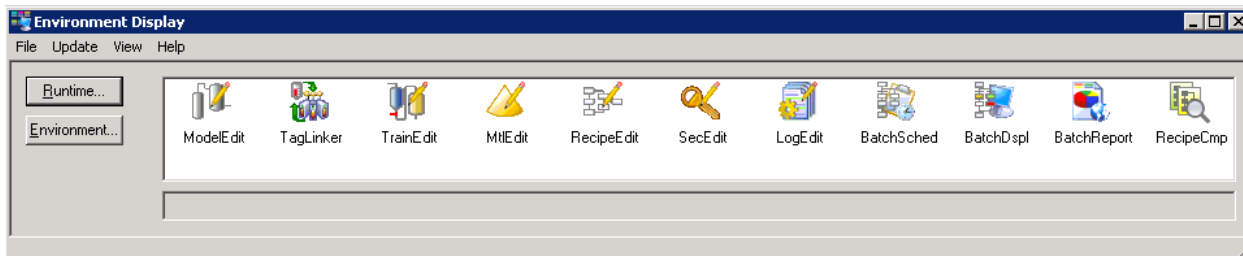 Environment Display
File Update View Help
Runtime...
Environment...
ModelEdit TagLinker TrainEdit MtlEdit RecipeEdit SecEdit LogEdit BatchSched BatchDspl BatchReport RecipeCmp